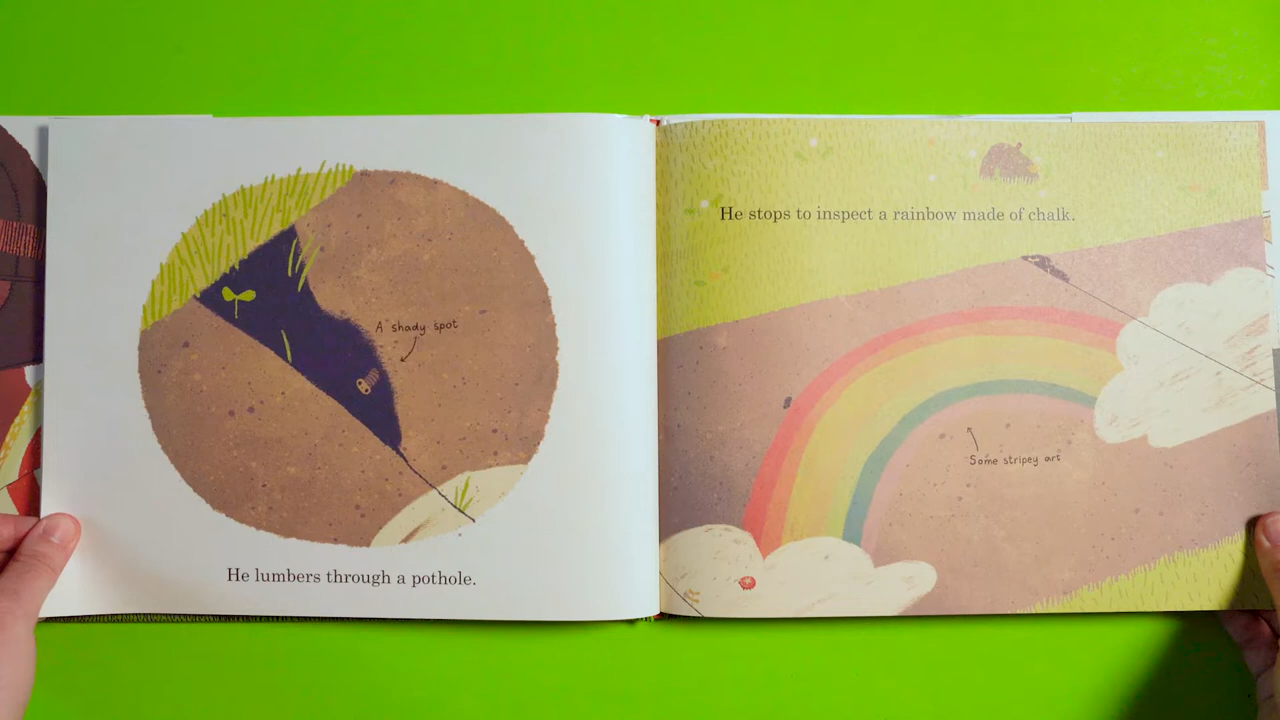 A shady spot
He lumbers through a pothole.
He stops to inspect a rainbow made of chalk.
Some stripey art